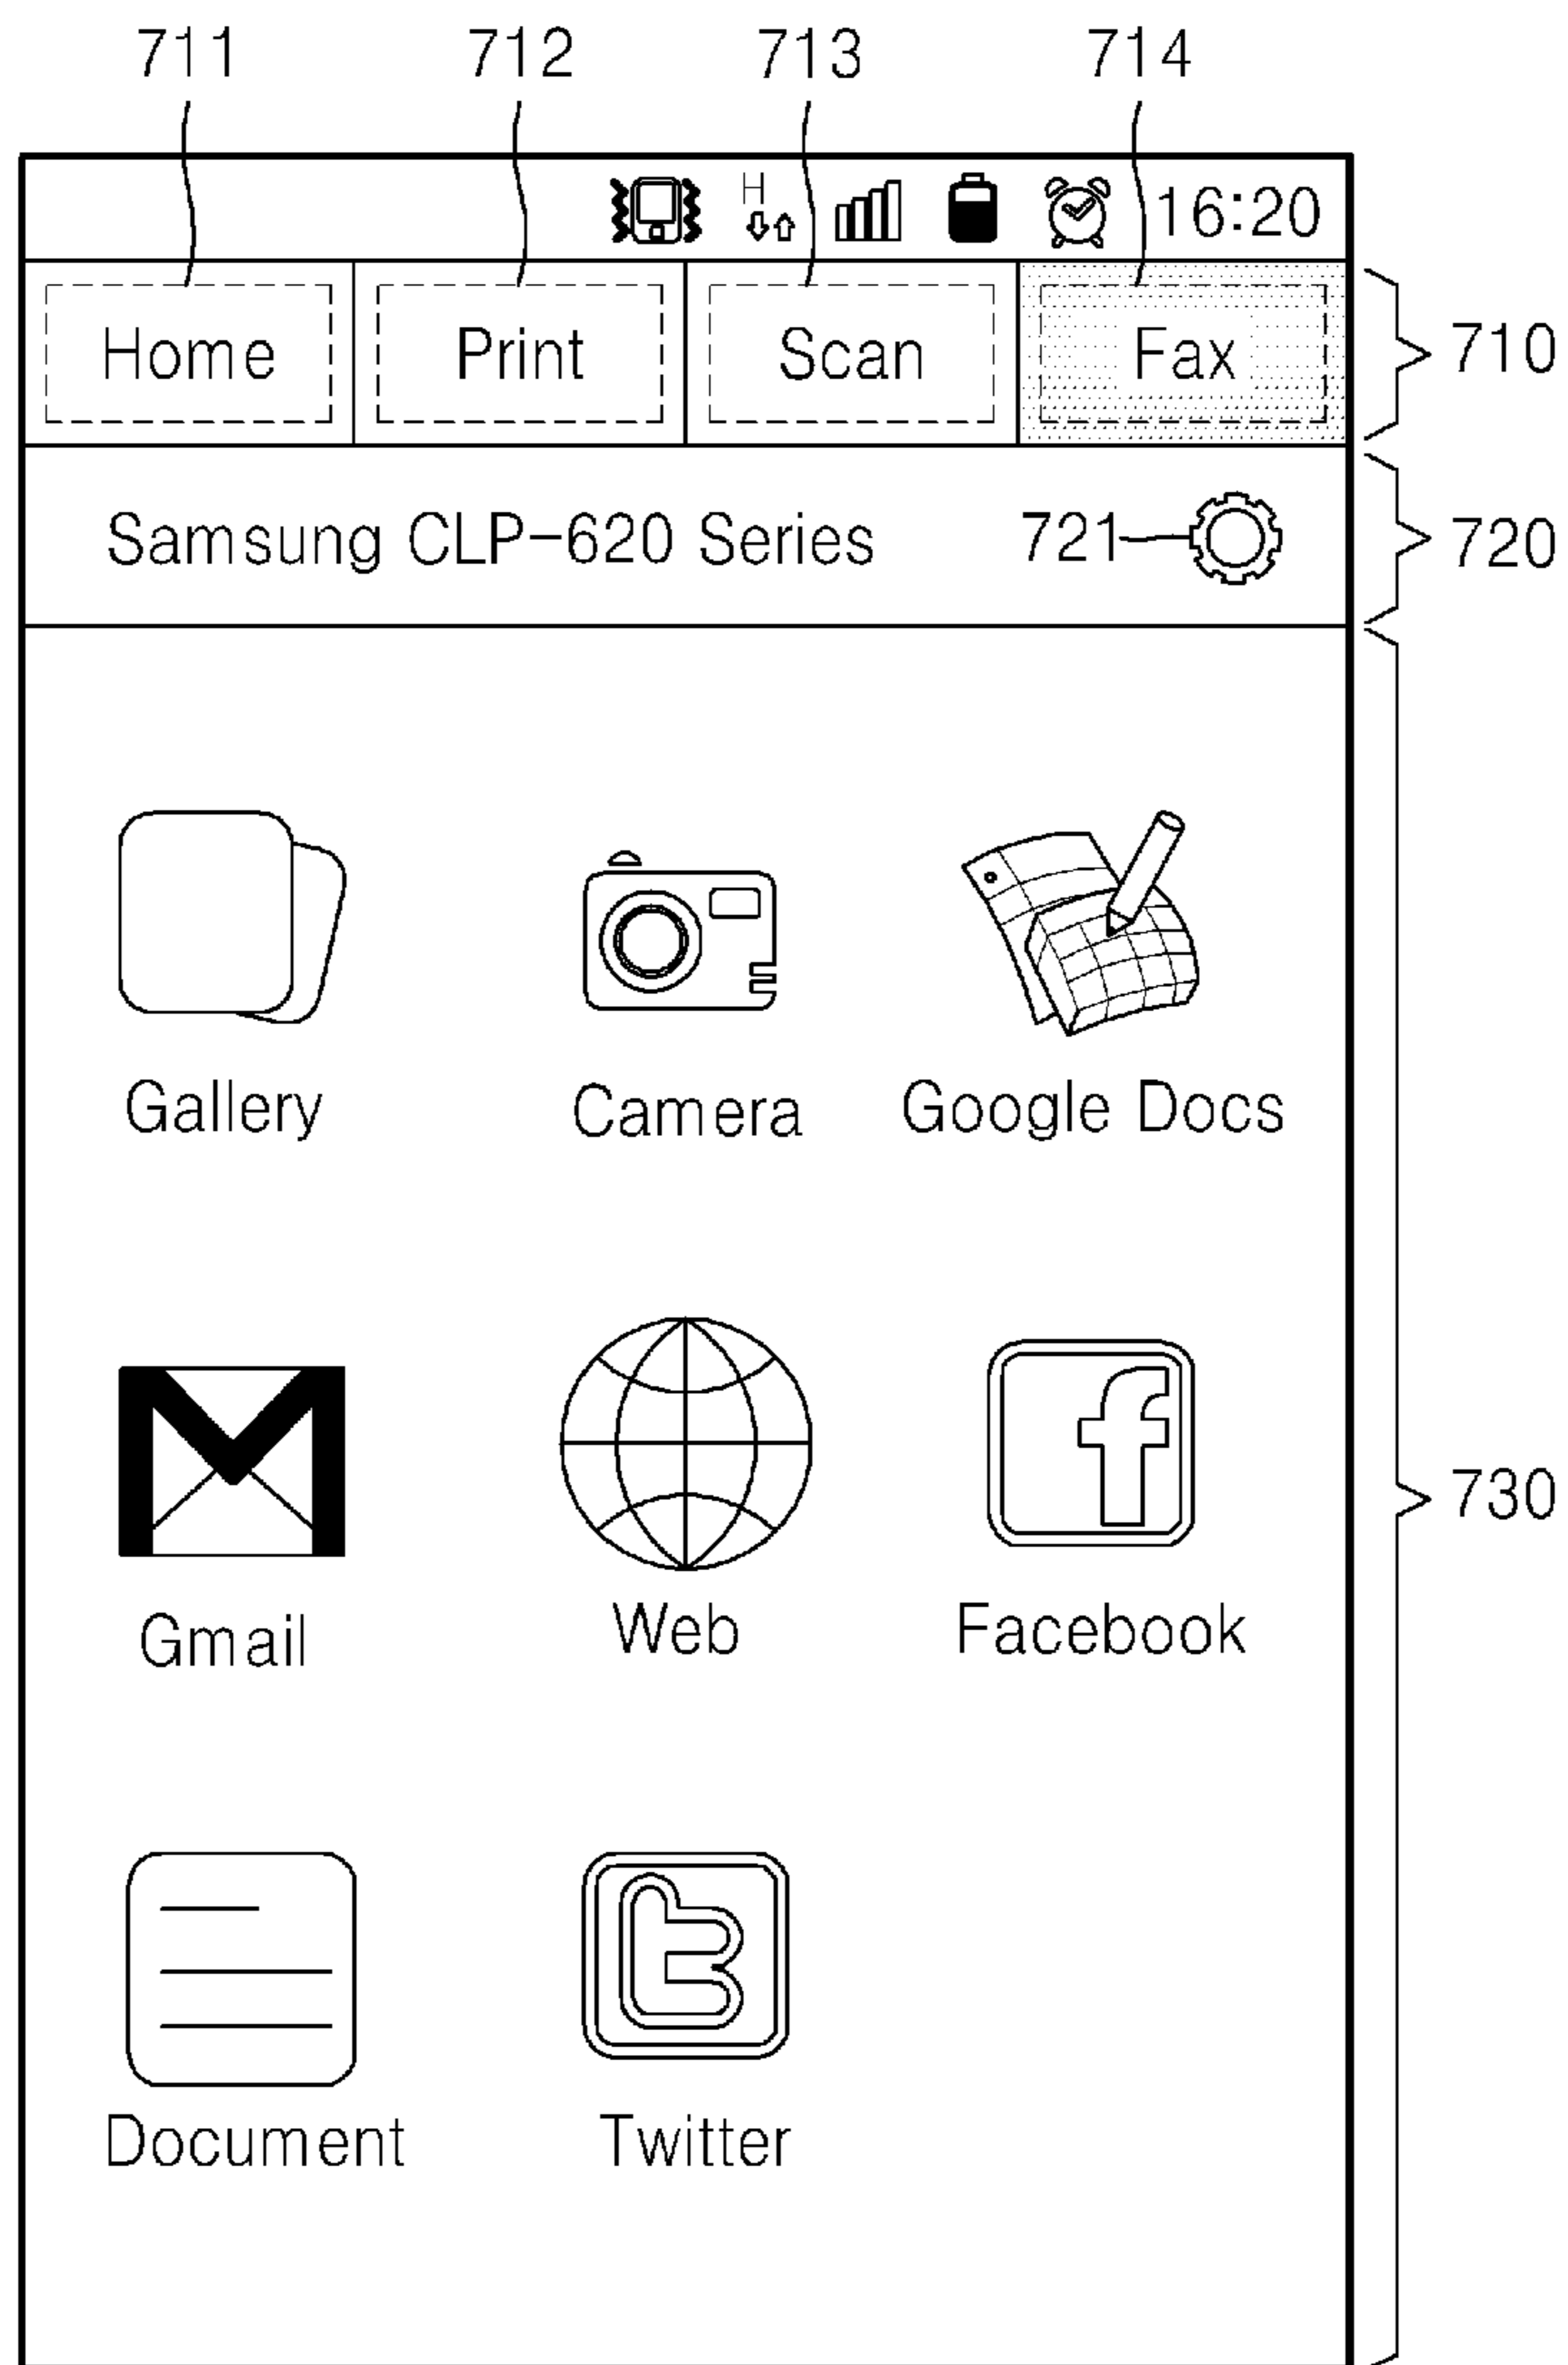 711 712 713 714
H 16:20
Home Print Scan Fax 710
Samsung CLP-620 Series 721 720
Gallery Camera Google Docs
Gmail Web Facebook
730
Document Twitter